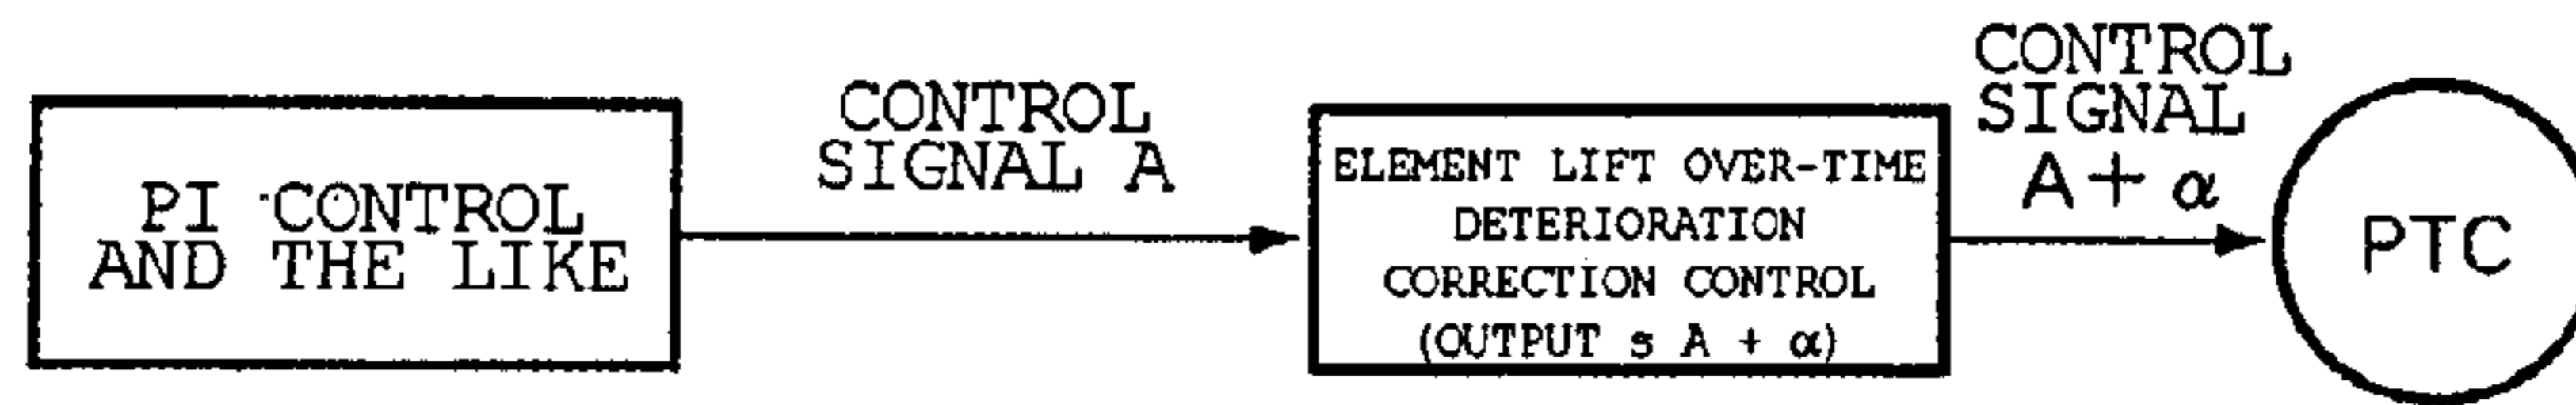 PI CONTROL
AND THE LIKE
CONTROL
SIGNAL A
ELEMENT LIFT OVER-TIME
DETERIORATION
CORRECTION CONTROL
(OUTPUT s A + α)
CONTROL
SIGNAL
A + α
PTC